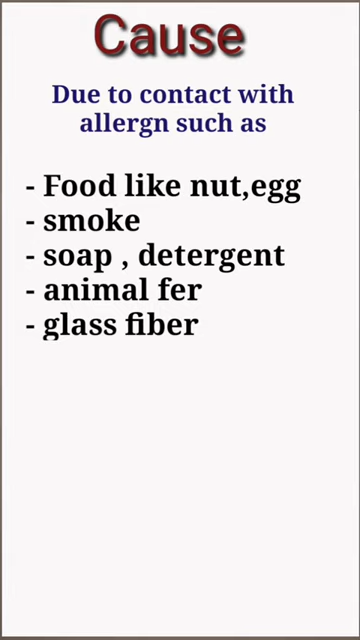 Cause
Due to contact with
allergn such as
- Food like nut,egg
- smoke
- soap , detergent
- animal fer
- glass fiber